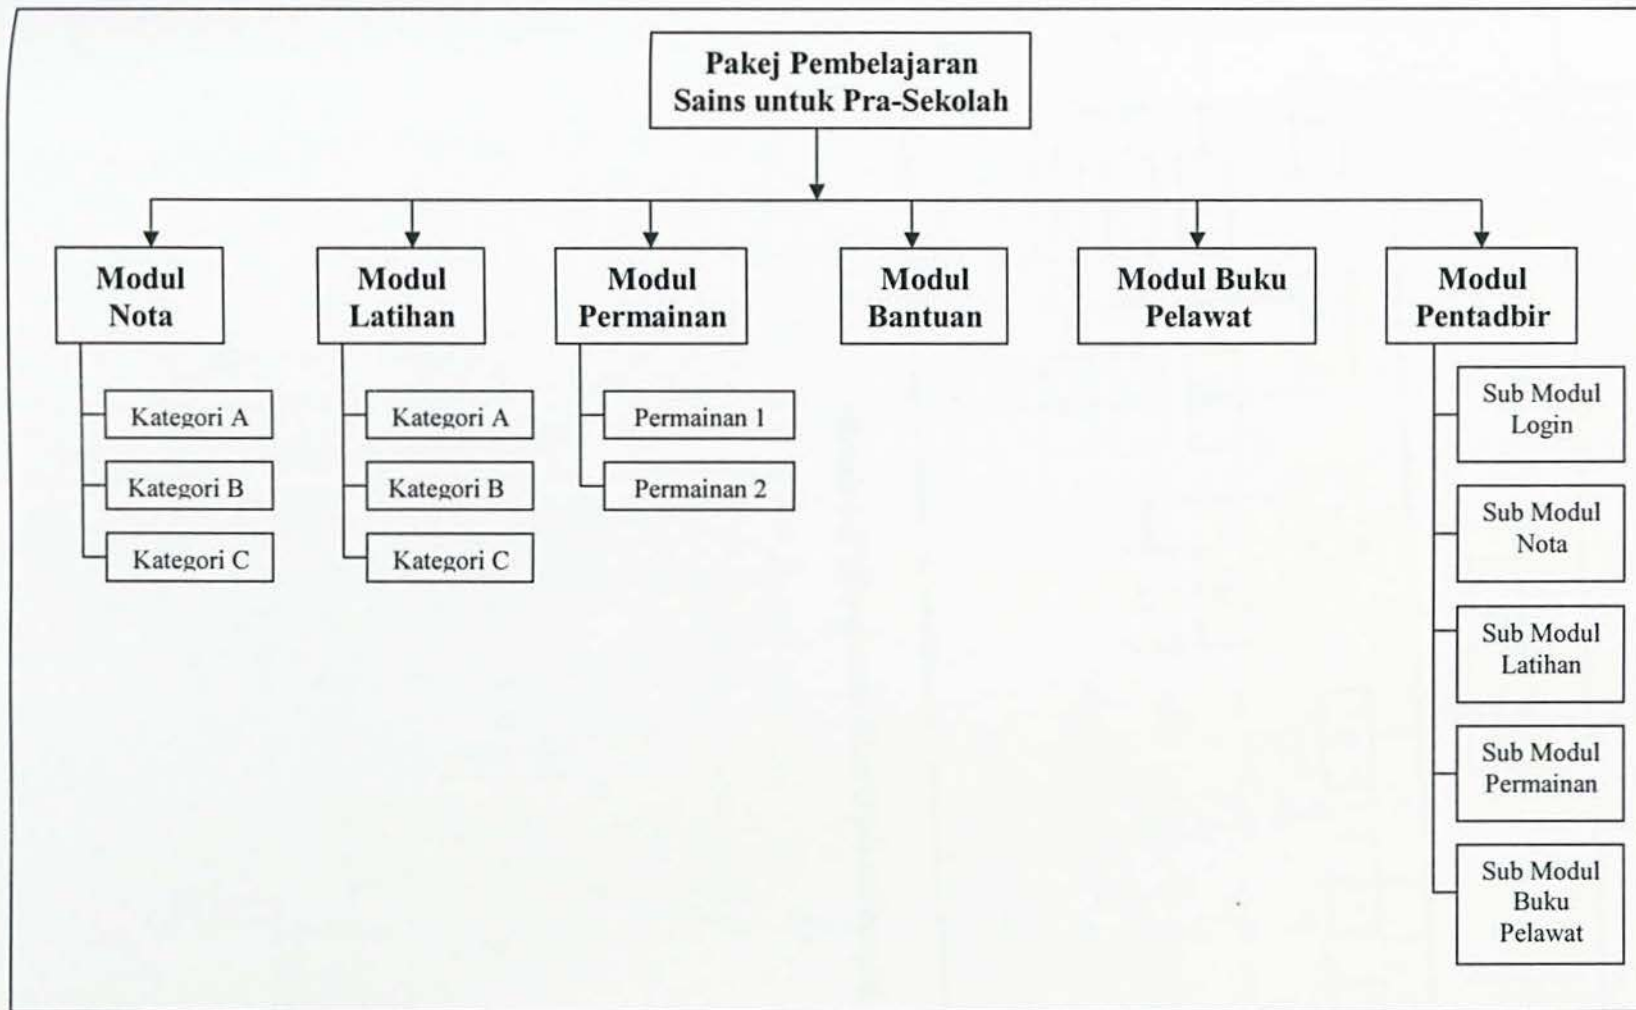 Pakej Pembelajaran
Sains untuk Pra-Sekolah
Modul
Nota
Modul
Latihan
Modul
Permainan
Modul
Bantuan
Modul Buku
Pelawat
Modul
Pentadbir
Kategori A
Kategori B
Kategori C
Kategori A
Kategori B
Kategori C
Permainan 1
Permainan 2
Sub Modul
Login
Sub Modul
Nota
Sub Modul
Latihan
Sub Modul
Permainan
Sub Modul
Buku
Pelawat